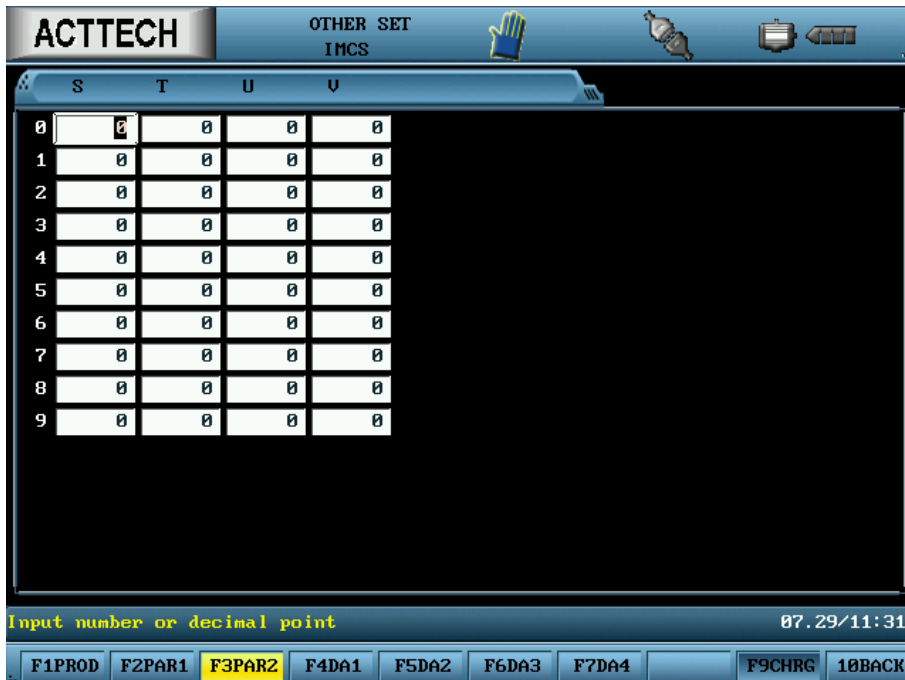 ACTTECH
OTHER SET
IMCS
S T U V
0 0 0 0 0
1 0 0 0 0
2 0 0 0 0
3 0 0 0 0
4 0 0 0 0
5 0 0 0 0
6 0 0 0 0
7 0 0 0 0
8 0 0 0 0
9 0 0 0 0
Input number or decimal point 07.29/11:31
F1PROD F2PAR1 F3PAR2 F4DA1 F5DA2 F6DA3 F7DA4 F9CHRG 10BACK